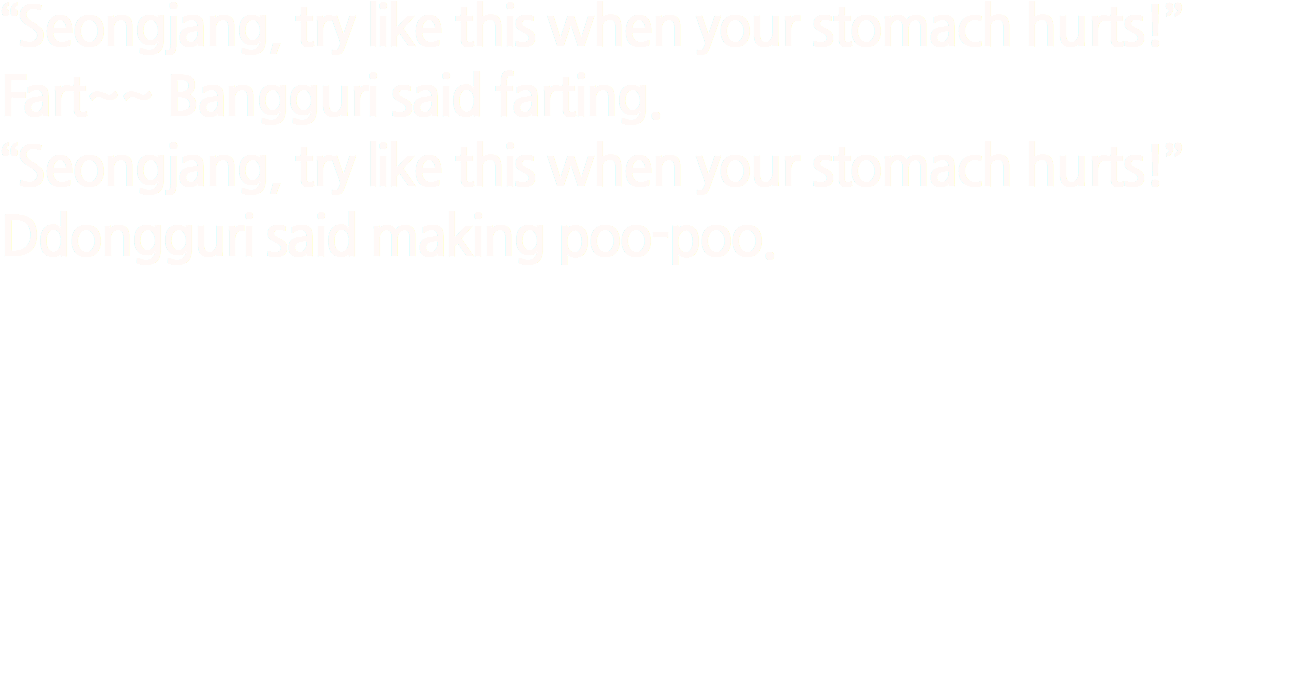 “Seongjang, try like this when your stomach hurts!”
Fart~~ Bangguri said farting.
“Seongjang, try like this when your stomach hurts!”
Ddongguri said making poo-poo.